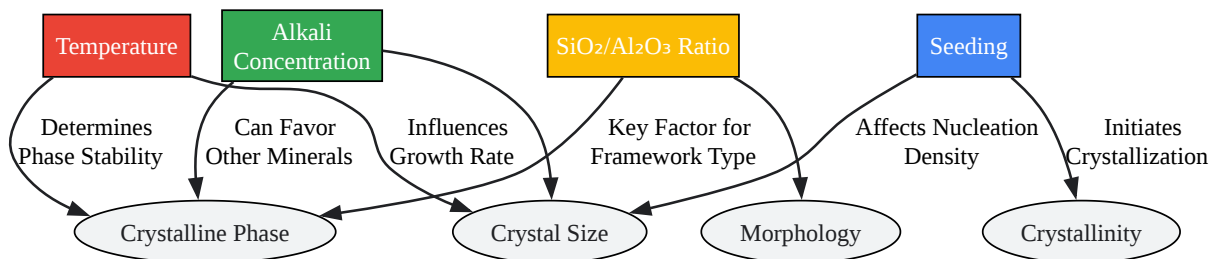 Temperature
Alkali
Concentration
SiO₂/Al₂O₃ Ratio
Seeding
Determines
Phase Stability
Can Favor
Other Minerals
Influences
Growth Rate
Key Factor for
Framework Type
Affects Nucleation
Density
Initiates
Crystallization
Crystalline Phase
Crystal Size
Morphology
Crystallinity